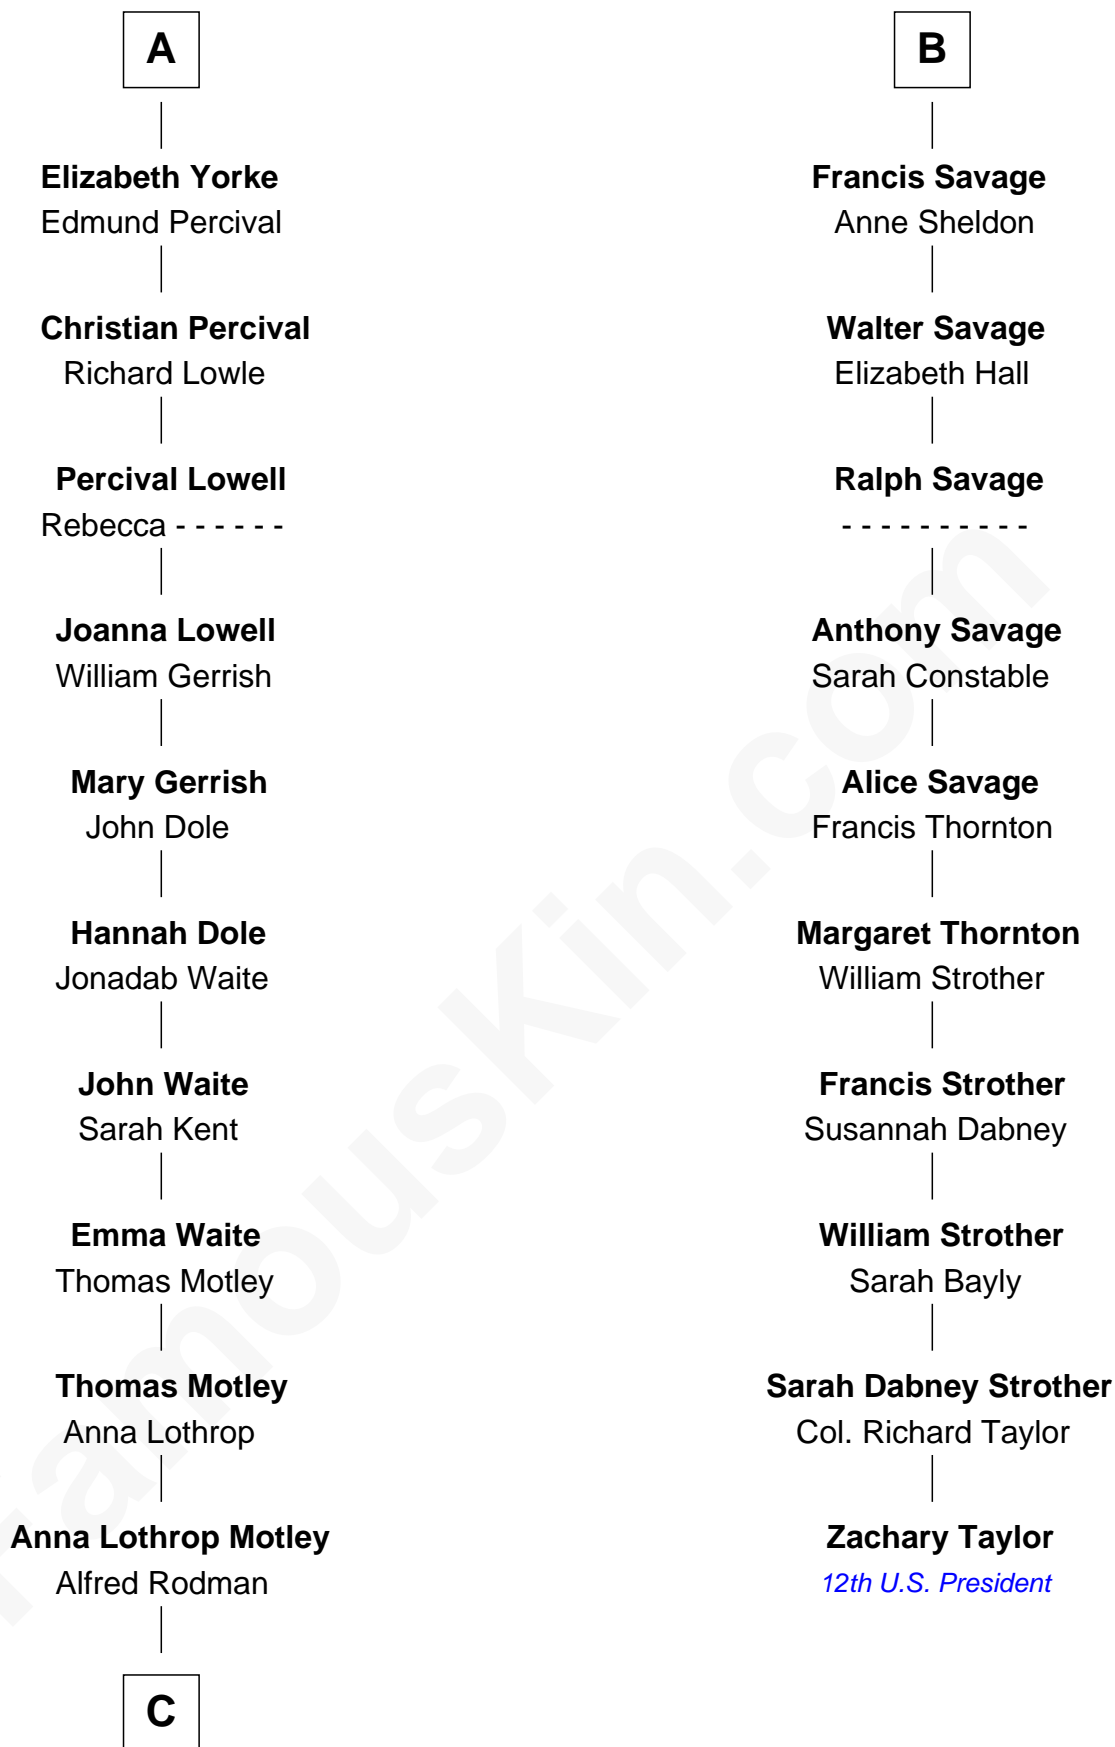 A
Elizabeth Yorke
Edmund Percival
Christian Percival
Richard Lowle
Percival Lowell
Rebecca - - - - - -
Joanna Lowell
William Gerrish
Mary Gerrish
John Dole
Hannah Dole
Jonadab Waite
John Waite
Sarah Kent
Emma Waite
Thomas Motley
Thomas Motley
Anna Lothrop
Anna Lothrop Motley
Alfred Rodman
C
B
Francis Savage
Anne Sheldon
Walter Savage
Elizabeth Hall
Ralph Savage
- - - - - - - - - -
Anthony Savage
Sarah Constable
Alice Savage
Francis Thornton
Margaret Thornton
William Strother
Francis Strother
Susannah Dabney
William Strother
Sarah Bayly
Sarah Dabney Strother
Col. Richard Taylor
Zachary Taylor
12th U.S. President
FamousKin.com